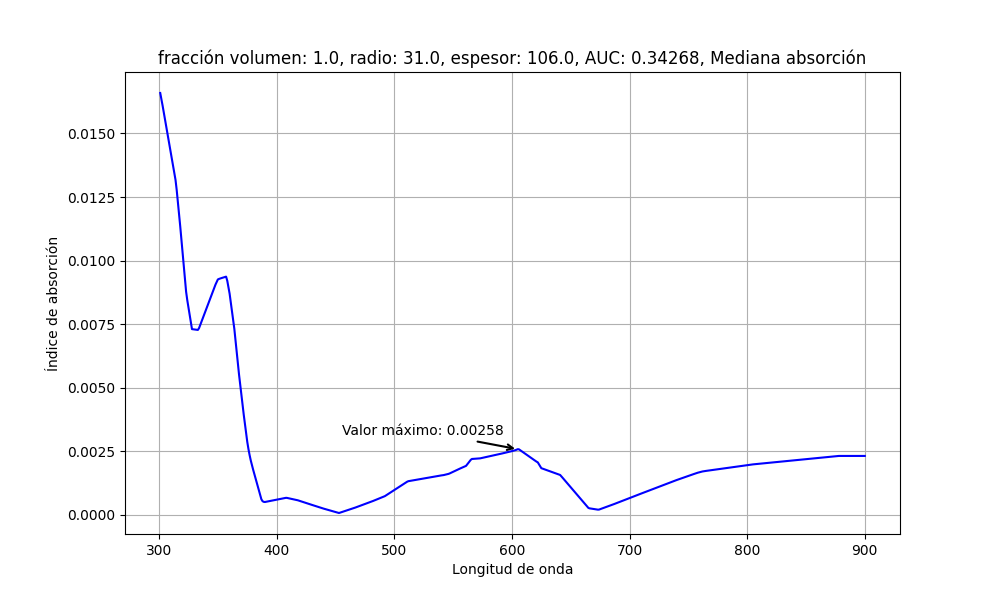 fracción volumen: 1.0, radio: 31.0, espesor: 106.0, AUC: 0.34268, Mediana absorción
Índice de absorción
0.0150
0.0125
0.0100
0.0075
0.0050
0.0025
0.0000
Valor máximo: 0.00258
300 400 500 600 700 800 900
Longitud de onda